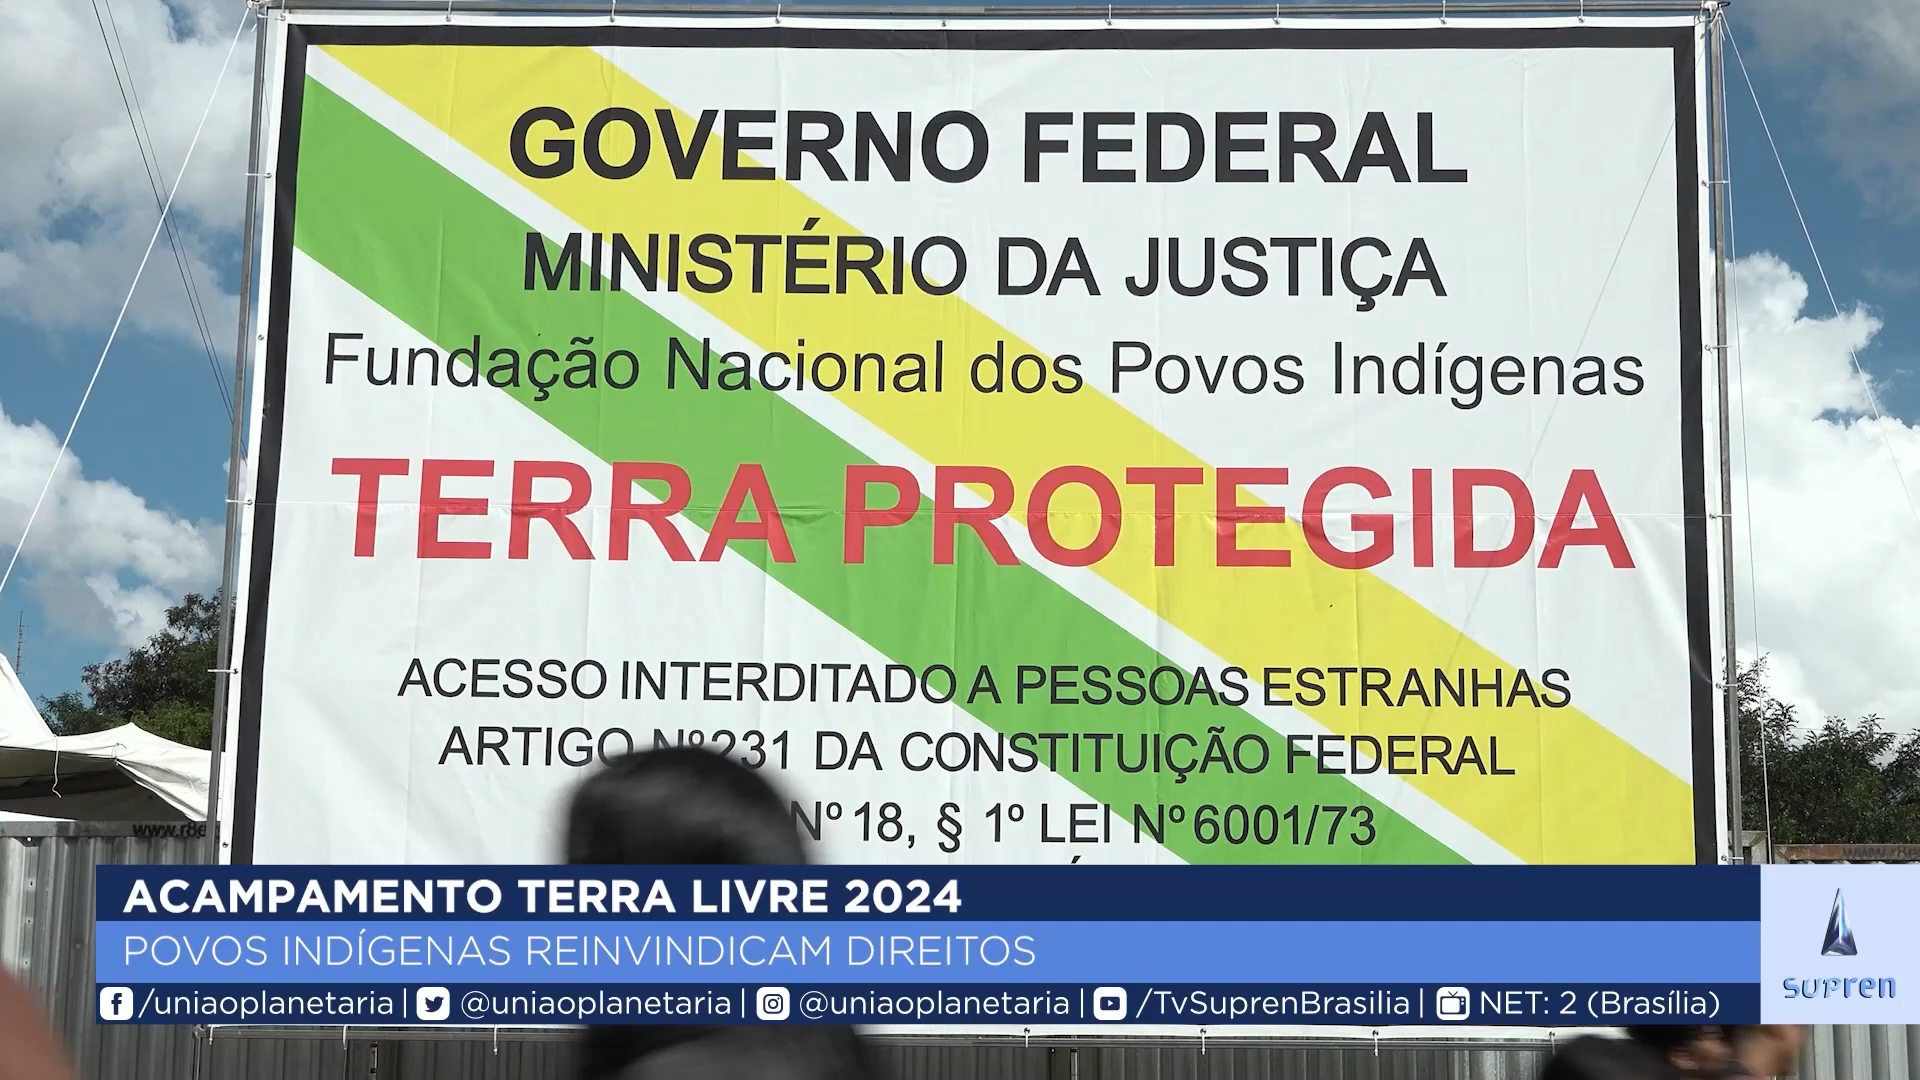 GOVERNO FEDERAL
MINISTÉRIO DA JUSTIÇA
Fundação Nacional dos Povos Indígenas
TERRA PROTEGIDA
ACESSO INTERDITADO A PESSOAS ESTRANHAS
ARTIGO Nº 231 DA CONSTITUIÇÃO FEDERAL
Nº 18, § 1º LEI Nº 6001/73
ACAMPAMENTO TERRA LIVRE 2024
POVOS INDÍGENAS REINVINDICAM DIREITOS
/uniaoplanetaria | @uniaoplanetaria | @uniaoplanetaria | /TvSuprenBrasilia | NET: 2 (Brasília)
SUPREN